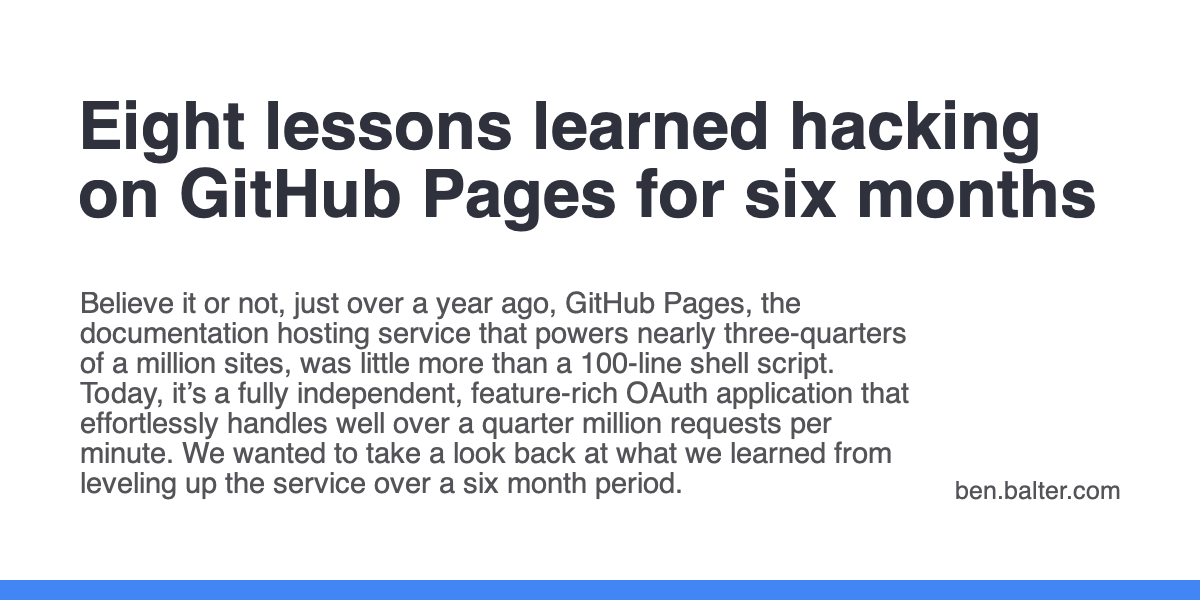 Eight lessons learned hacking
on GitHub Pages for six months
Believe it or not, just over a year ago, GitHub Pages, the
documentation hosting service that powers nearly three-quarters
of a million sites, was little more than a 100-line shell script.
Today, it’s a fully independent, feature-rich OAuth application that
effortlessly handles well over a quarter million requests per
minute. We wanted to take a look back at what we learned from
leveling up the service over a six month period.
ben.balter.com